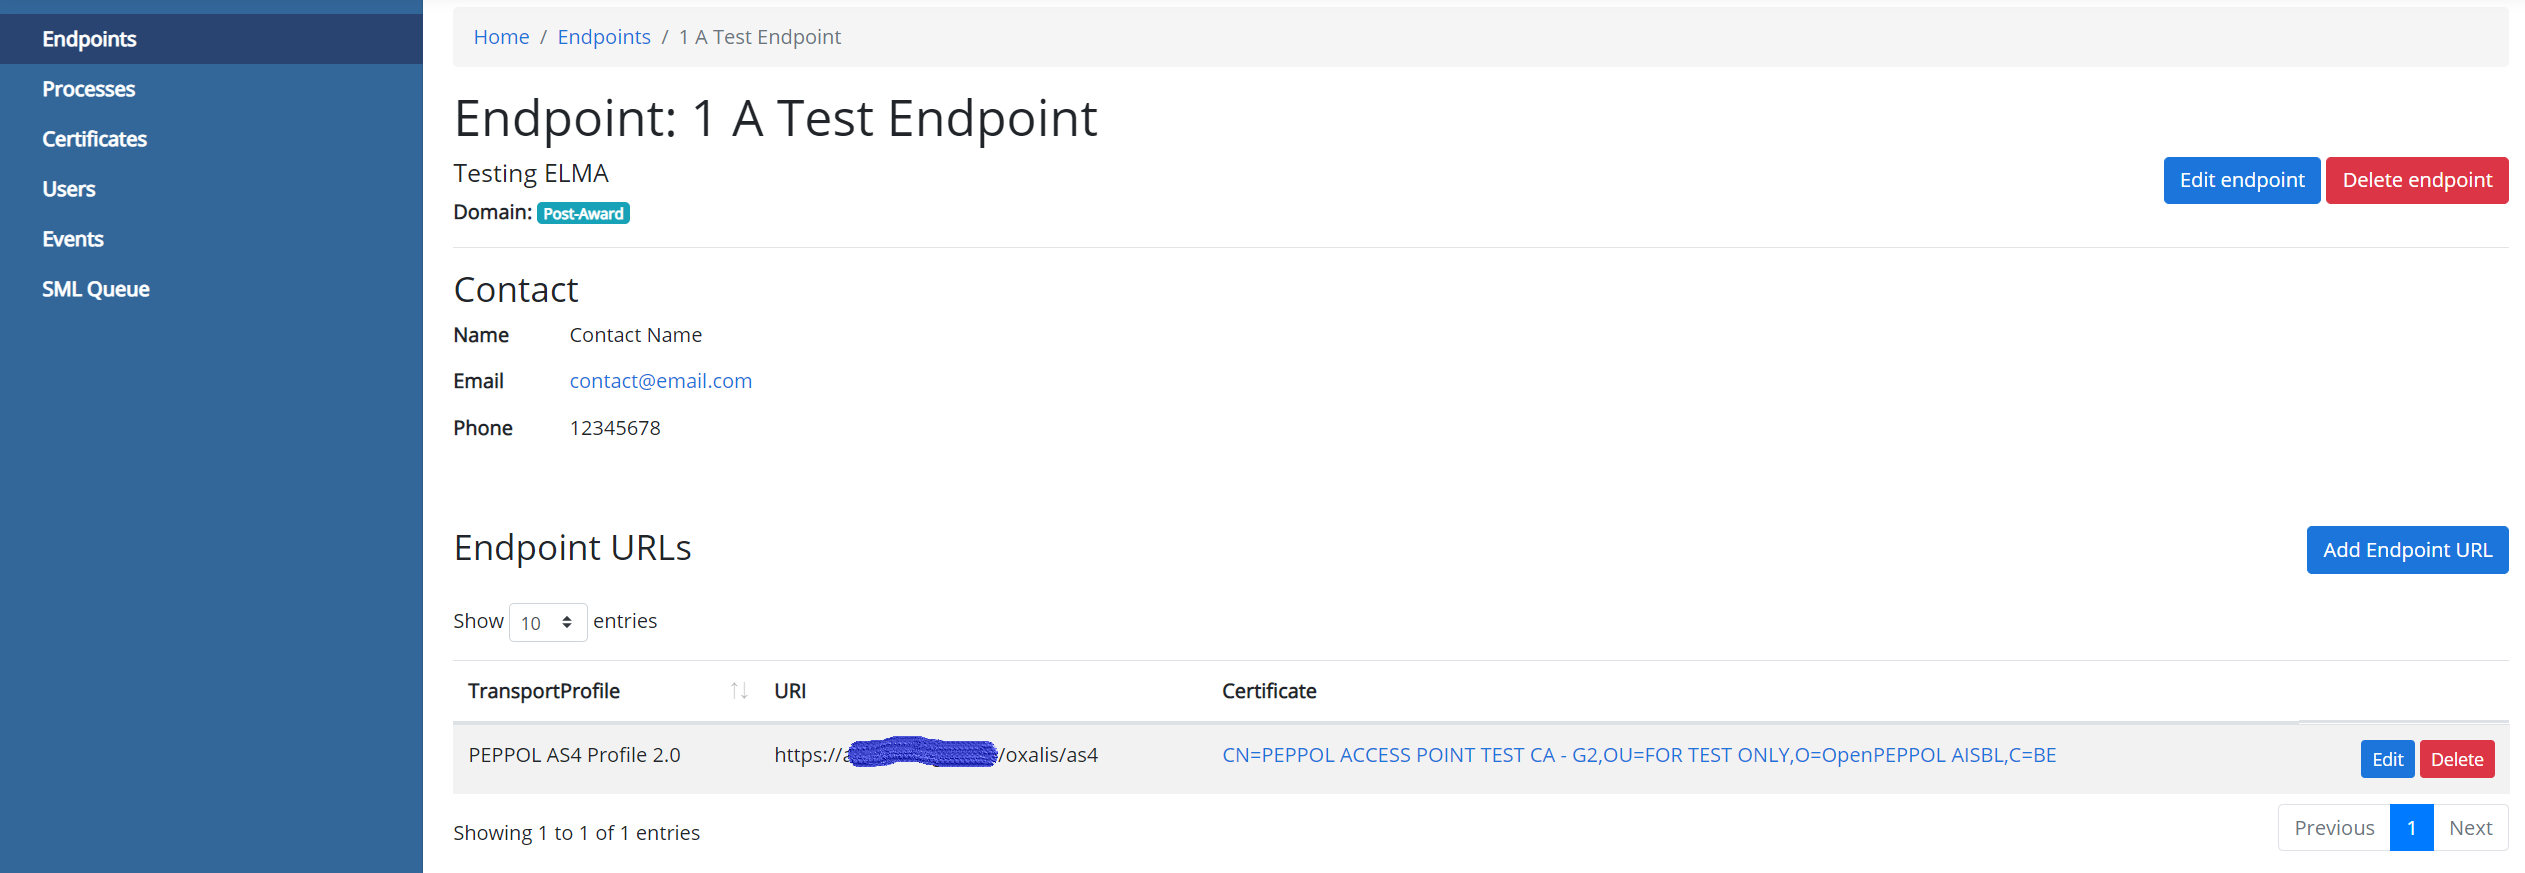 Endpoints
Processes
Certificates
Users
Events
SML Queue
Home / Endpoints / 1 A Test Endpoint
Endpoint: 1 A Test Endpoint
Testing ELMA
Edit endpoint Delete endpoint
Domain: Post-Award
Contact
Name Contact Name
Email contact@email.com
Phone 12345678
Endpoint URLs
Add Endpoint URL
Show 10 entries
TransportProfile URI Certificate
PEPPOL AS4 Profile 2.0 https:// /oxalis/as4 CN=PEPPOL ACCESS POINT TEST CA - G2,OU=FOR TEST ONLY,O=OpenPEPPOL AISBL,C=BE Edit Delete
Showing 1 to 1 of 1 entries
Previous 1 Next